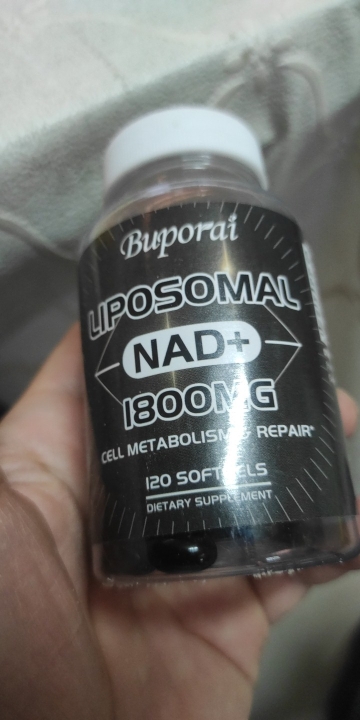 Buporai
LIPOSOMAL
NAD+
1800MG
CELL METABOLISM & REPAIR*
120 SOFTGELS
DIETARY SUPPLEMENT